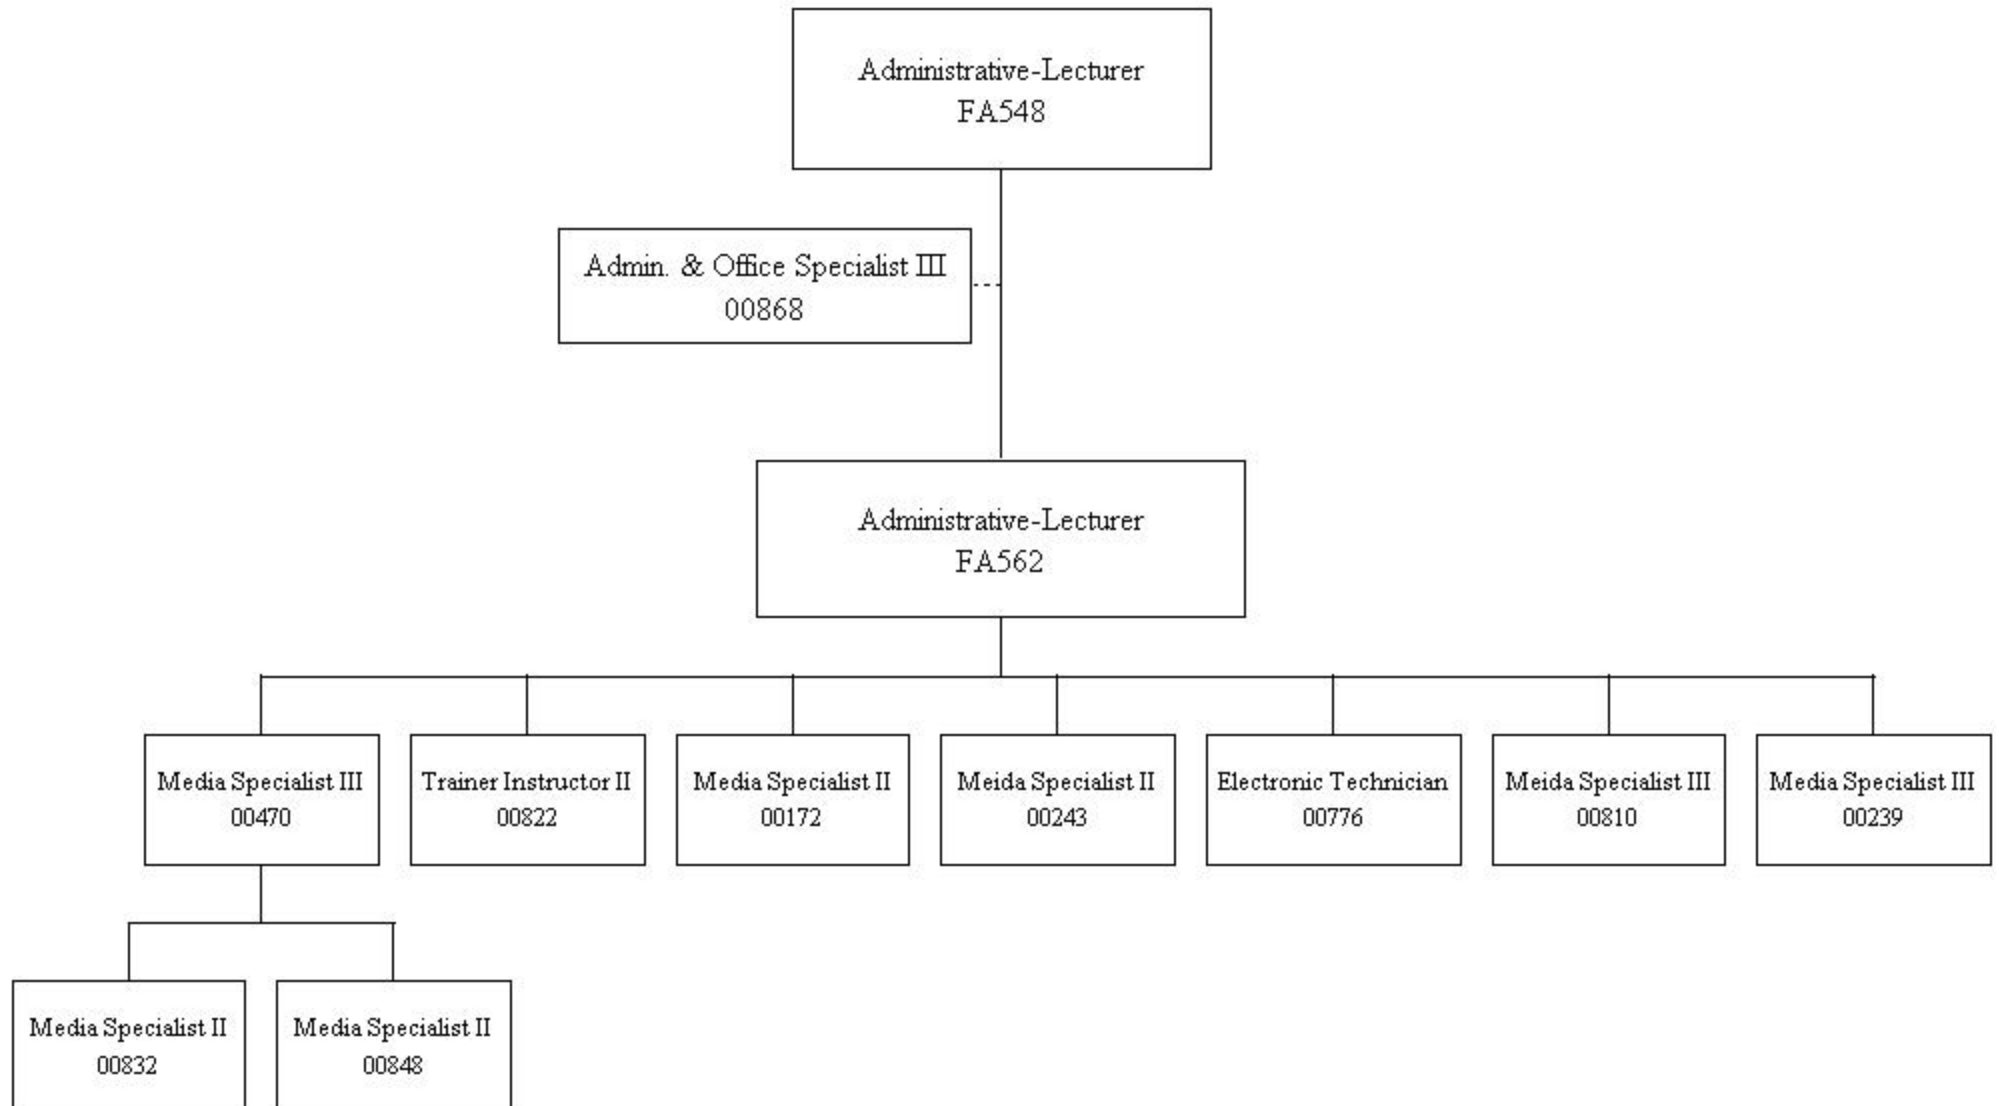 Administrative-Lecturer
FA548
Admin. & Office Specialist III
00868
Administrative-Lecturer
FA562
Media Specialist III
00470
Trainer Instructor II
00822
Media Specialist II
00172
Meida Specialist II
00243
Electronic Technician
00776
Meida Specialist III
00810
Media Specialist III
00239
Media Specialist II
00832
Media Specialist II
00848